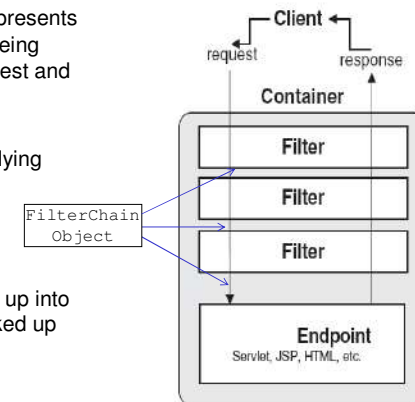 presents
eing
est and
lying
up into
ked up
Client
request
response
Container
Filter
Filter
Filter
FilterChain
Object
Endpoint
Servlet, JSP, HTML, etc.